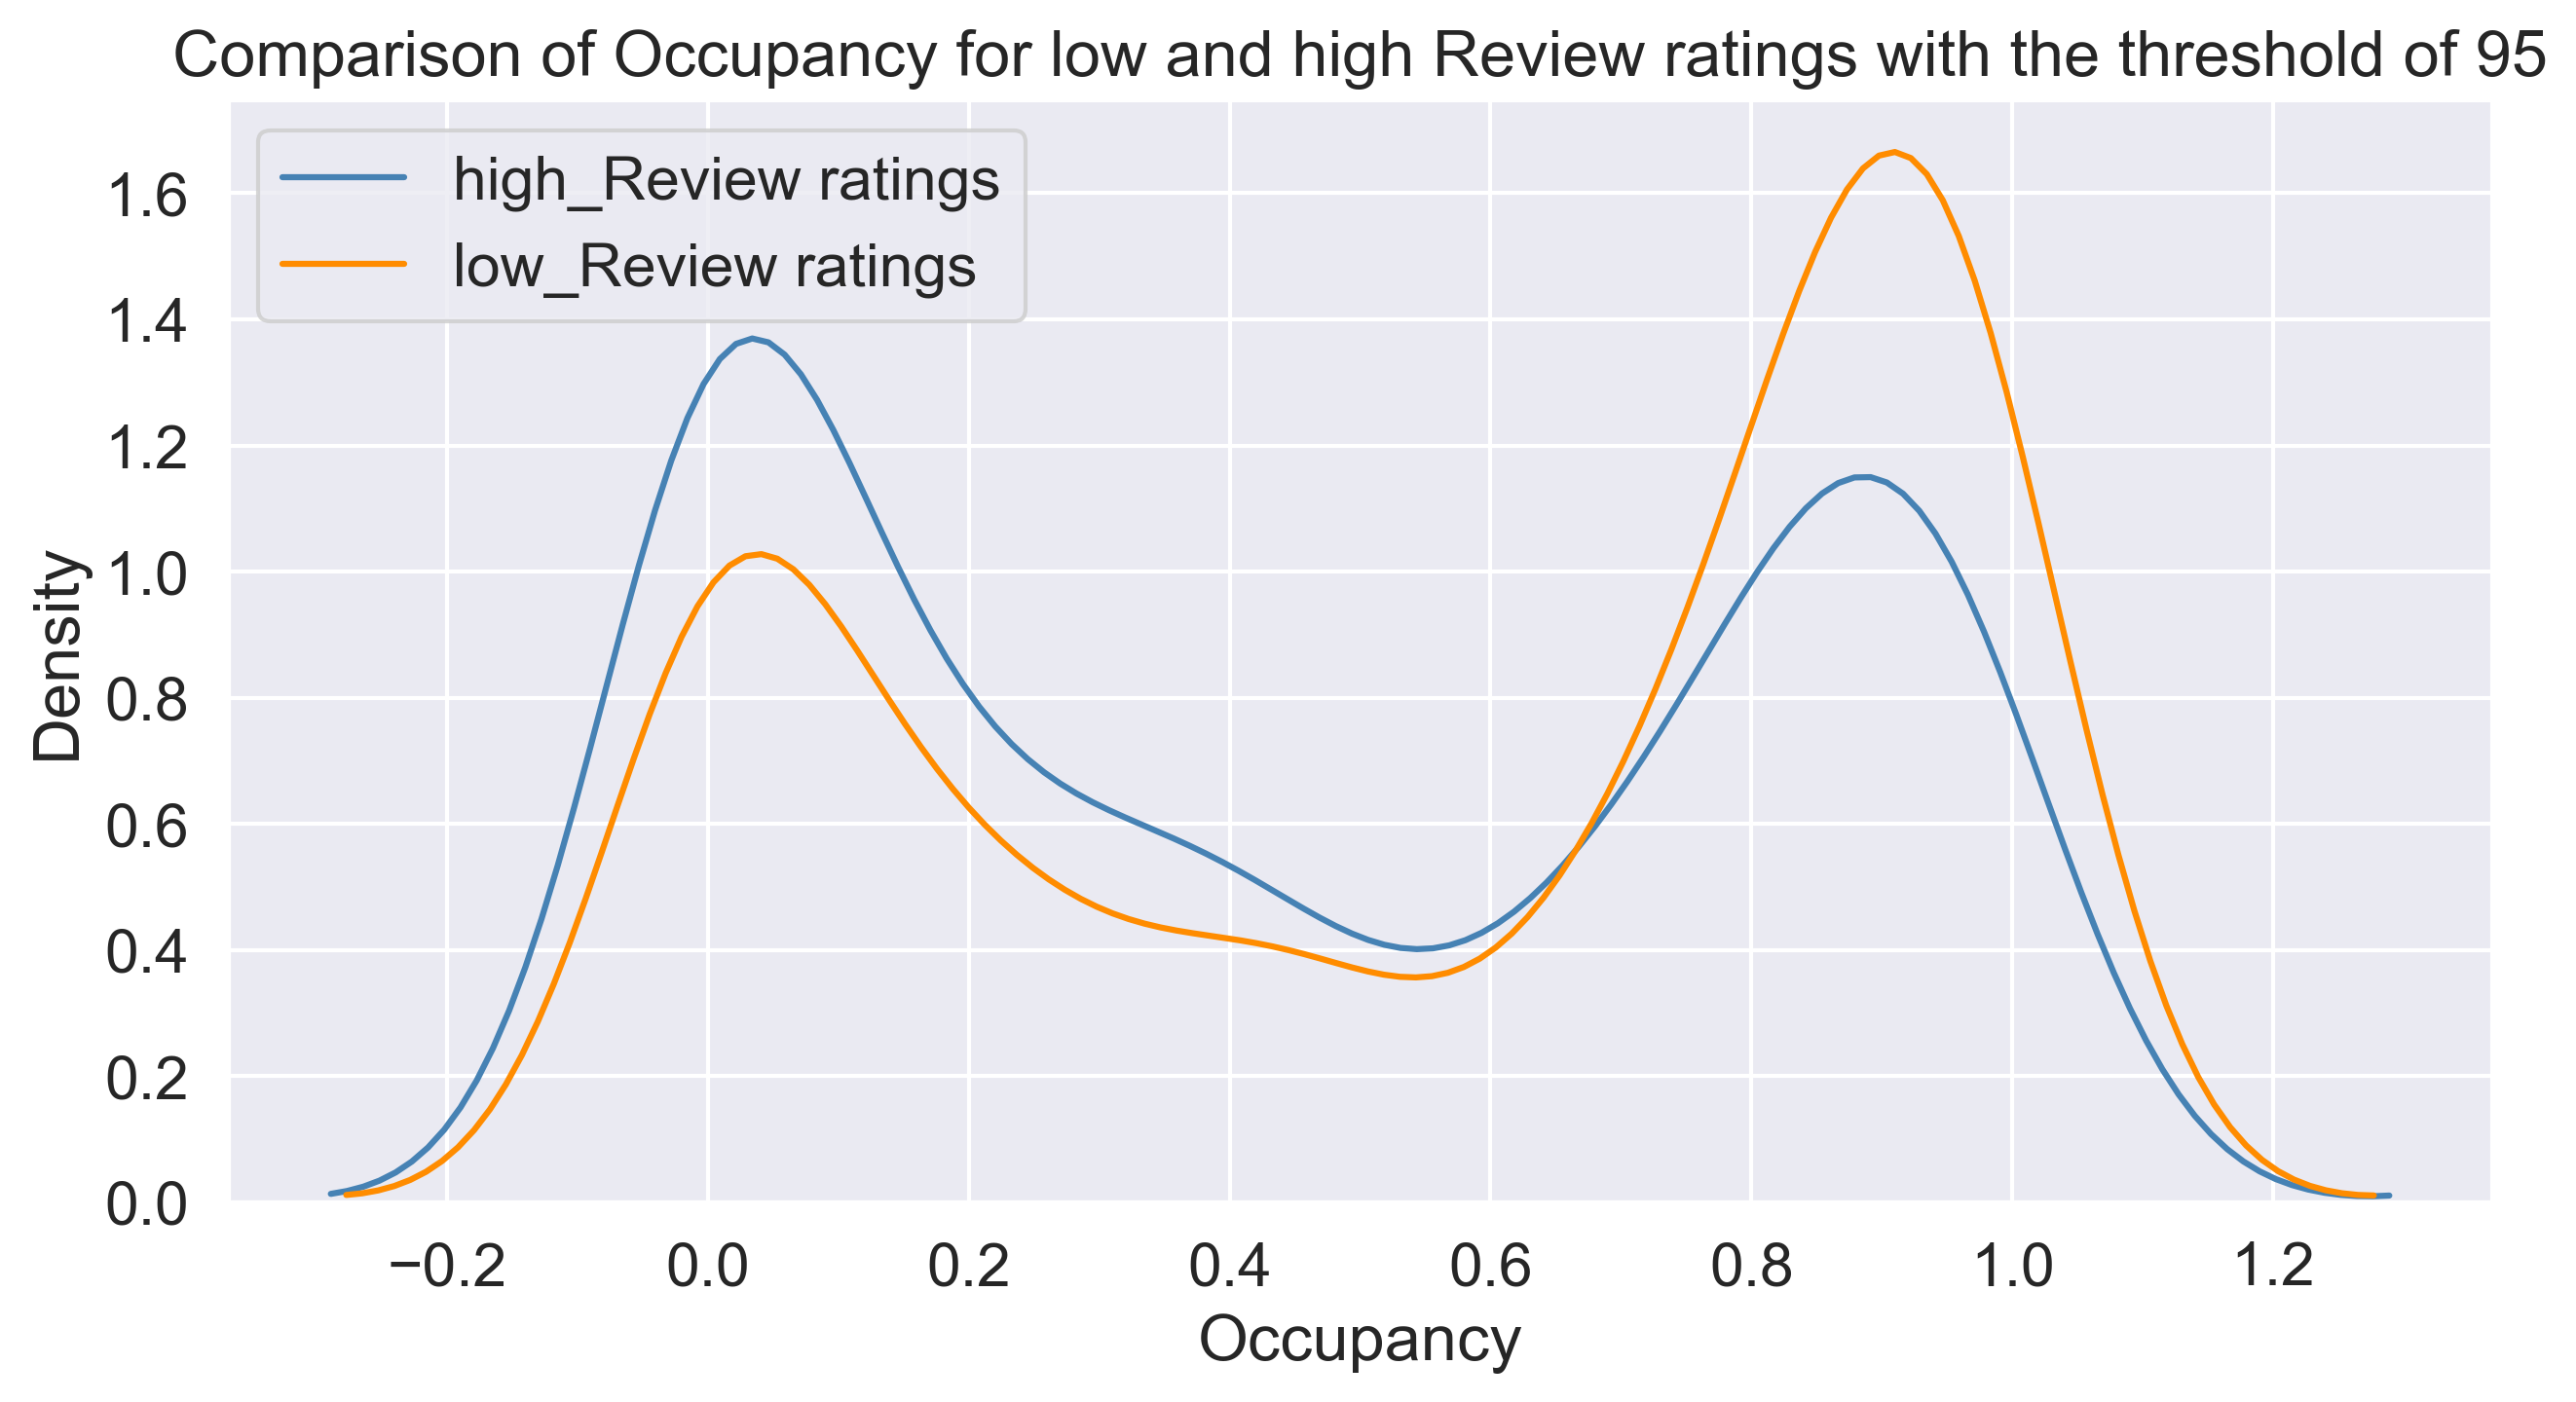 Comparison of Occupancy for low and high Review ratings with the threshold of 95
high_Review ratings
low_Review ratings
1.6
1.4
1.2
1.0
0.8
0.6
0.4
0.2
0.0
Density
−0.2 0.0 0.2 0.4 0.6 0.8 1.0 1.2
Occupancy